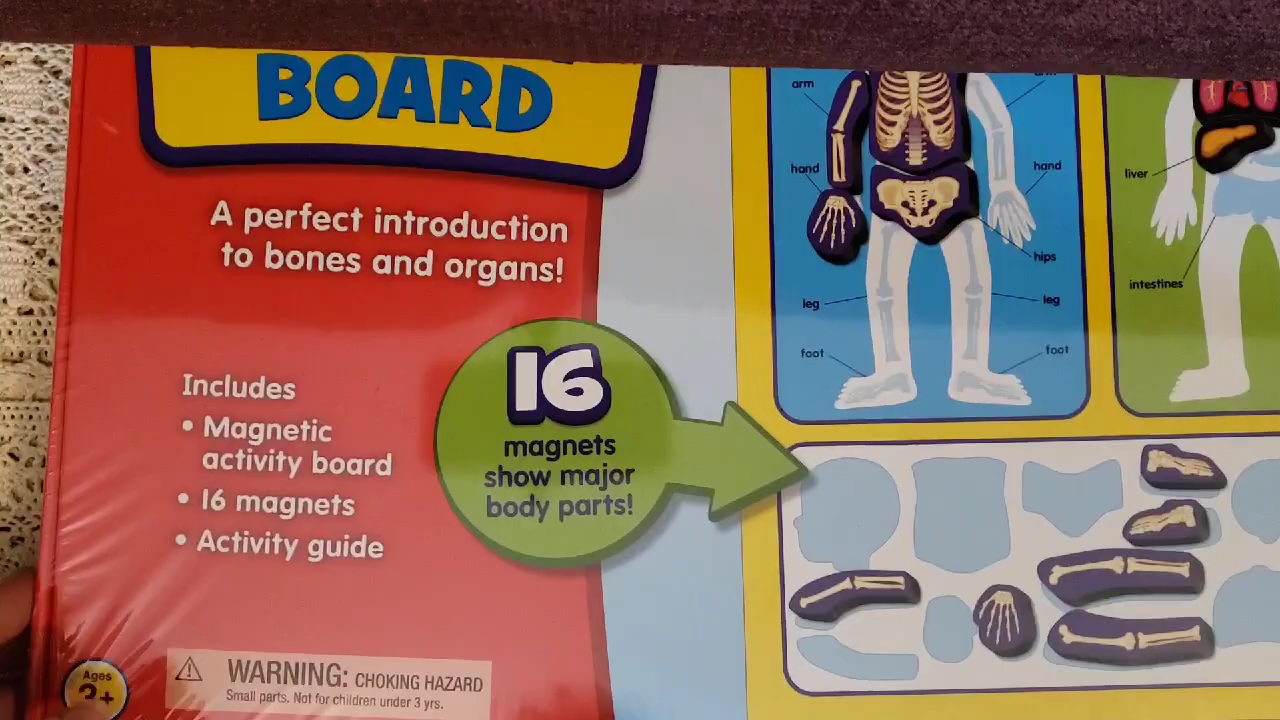 BOARD
A perfect introduction
to bones and organs!
Includes
• Magnetic
activity board
• 16 magnets
• Activity guide
16
magnets
show major
body parts!
WARNING: CHOKING HAZARD
Small parts. Not for children under 3 yrs.
Ages
arm
hand
hand
hips
leg
leg
foot
foot
liver
intestines